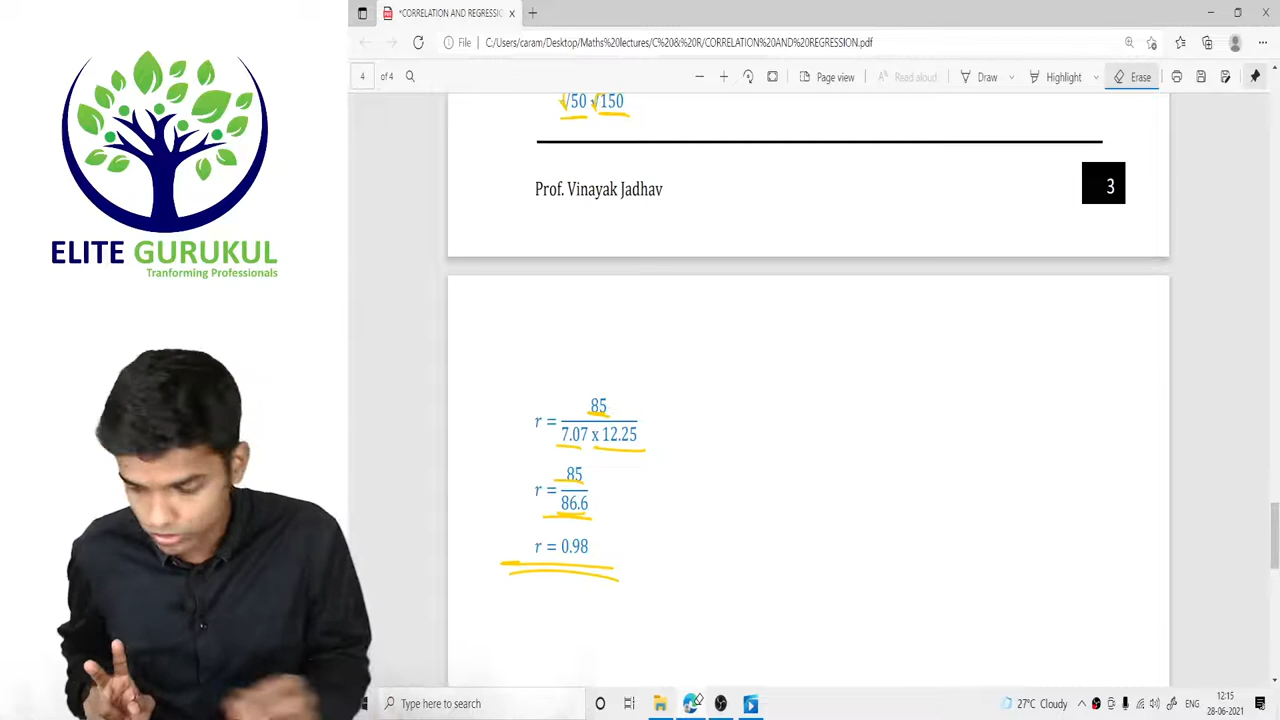 *CORRELATION AND REGRESSIO
File
C:/Users/caram/Desktop/Maths%20lectures/C%20&%20R/CORRELATION%20AND%20REGRESSION.pdf
4 of 4
Page view
Read aloud
Draw
Highlight
Erase
√50 √150
Prof. Vinayak Jadhav
3
ELITE GURUKUL
Tranforming Professionals
r = 85
7.07 x 12.25
r = 85
86.6
r = 0.98
Type here to search
27°C Cloudy
ENG
12:15
28-06-2021